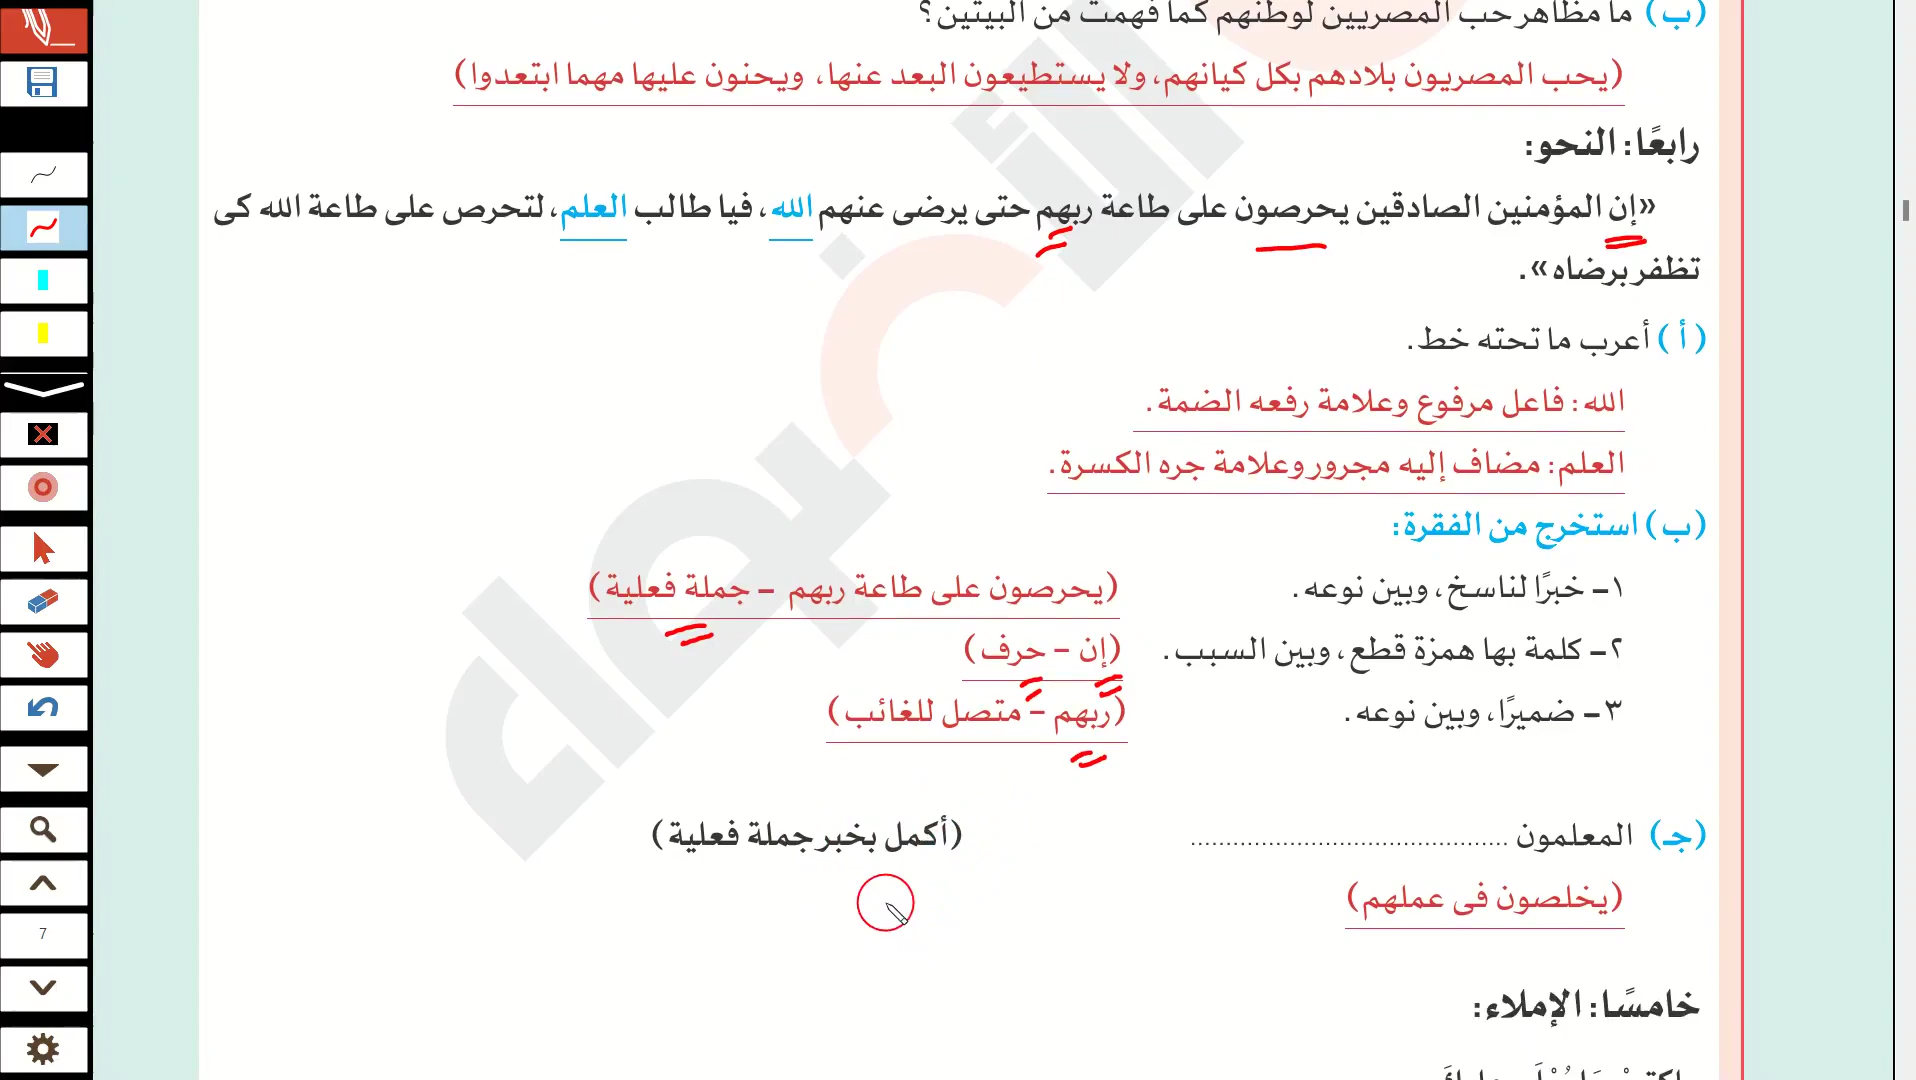 (ب) ما مظاهر حب المصريين لوطنهم كما فهمت من البيتين؟
(يحب المصريون بلادهم بكل كيانهم، ولا يستطيعون البعد عنها، ويحنون عليها مهما ابتعدوا)
رابعًا: النحو:
«إن المؤمنين الصادقين يحرصون على طاعة ربهم حتى يرضى عنهم الله، فيا طالب العلم، لتحرص على طاعة الله كى
تظفر برضاه».
(أ) أعرب ما تحته خط.
الله: فاعل مرفوع وعلامة رفعه الضمة.
العلم: مضاف إليه مجرور وعلامة جره الكسرة.
(ب) استخرج من الفقرة:
١- خبرًا لناسخ، وبين نوعه. (يحرصون على طاعة ربهم - جملة فعلية)
٢- كلمة بها همزة قطع، وبين السبب. (إن - حرف)
٣- ضميرًا، وبين نوعه. (ربهم - متصل للغائب)
(جـ) المعلمون .......................................... (أكمل بخبر جملة فعلية)
(يخلصون فى عملهم)
خامسًا: الإملاء:
7